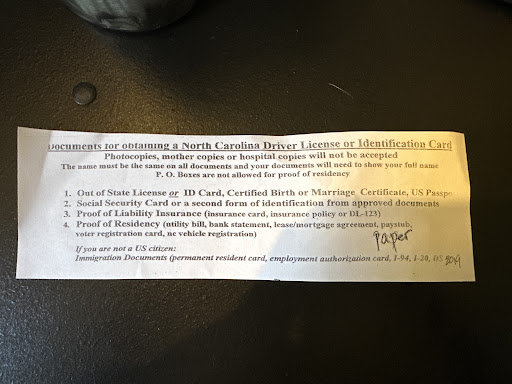 Documents for obtaining a North Carolina Driver License or Identification Card
Photocopies, mother copies or hospital copies will not be accepted
The name must be the same on all documents and your documents will need to show your full name
P. O. Boxes are not allowed for proof of residency
1. Out of State License or ID Card, Certified Birth or Marriage Certificate, US Passpo
2. Social Security Card or a second form of identification from approved documents
3. Proof of Liability Insurance (insurance card, insurance policy or DL-123)
4. Proof of Residency (utility bill, bank statement, lease/mortgage agreement, paystub,
voter registration card, nc vehicle registration)
paper
If you are not a US citizen:
Immigration Documents (permanent resident card, employment authorization card, I-94, I-20, DS 2019